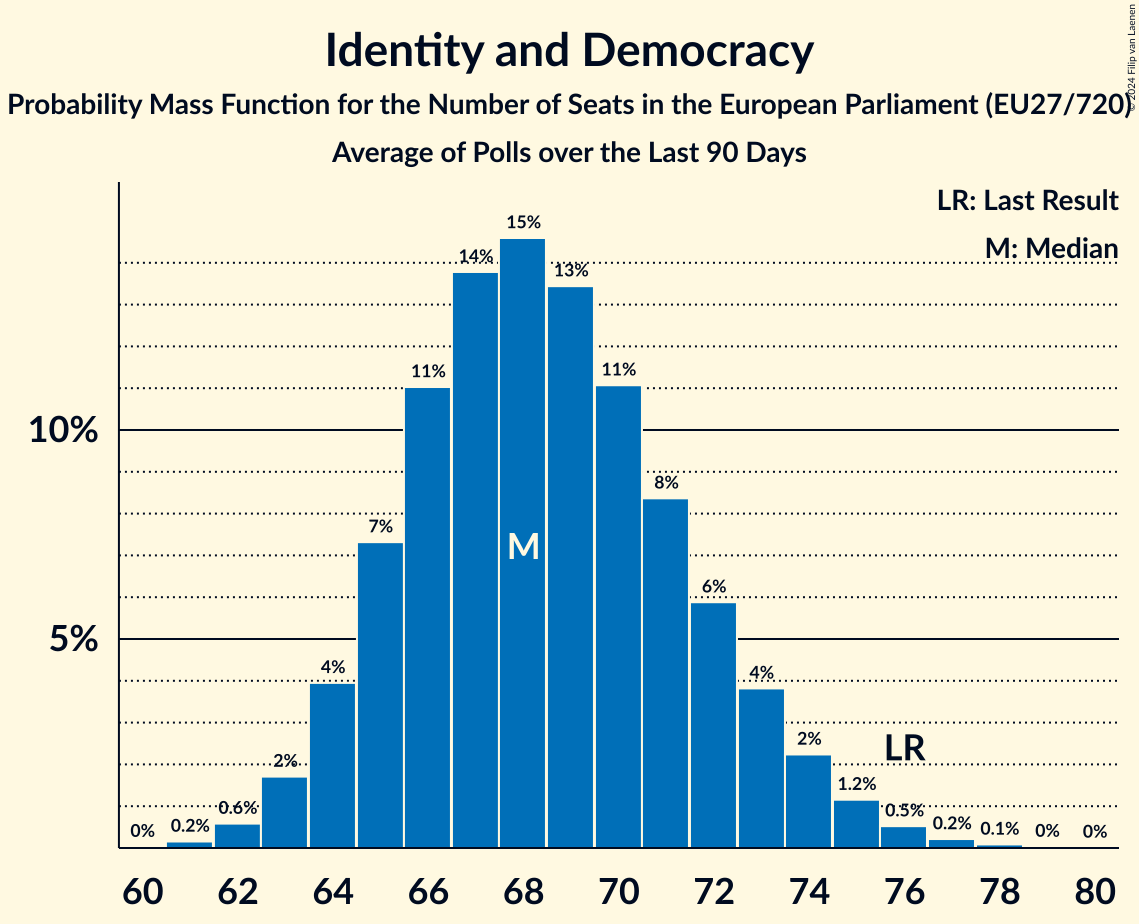 Identity and Democracy
Probability Mass Function for the Number of Seats in the European Parliament (EU27/720)
Average of Polls over the Last 90 Days
© 2024 Filip van Laenen
LR: Last Result
M: Median
15%
14%
13%
11%
11%
10%
8%
7%
M
6%
5%
4%
4%
LR
2%
2%
1.2%
0.6%
0.5%
0%
0.2%
0.2%
0.1%
0%
0%
60 62 64 66 68 70 72 74 76 78 80